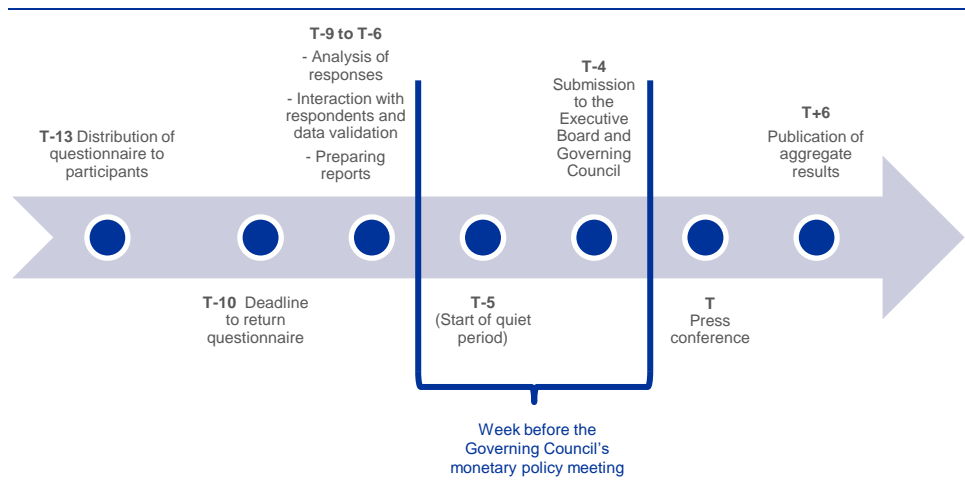 T-13 Distribution of
questionnaire to
participants
T-10 Deadline
to return
questionnaire
T-9 to T-6
- Analysis of
responses
- Interaction with
respondents and
data validation
- Preparing
reports
T-5
(Start of quiet
period)
T-4
Submission
to the
Executive
Board and
Governing
Council
T
Press
conference
T+6
Publication of
aggregate
results
Week before the
Governing Council’s
monetary policy meeting